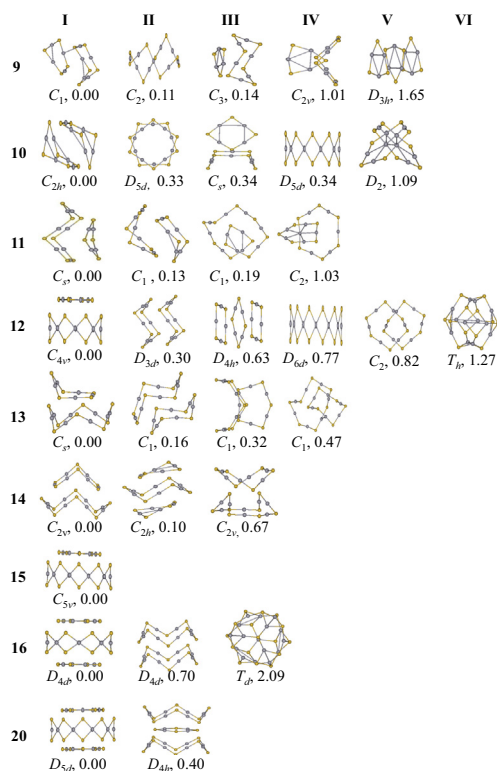 I II III IV V VI
9
C1, 0.00 C2, 0.11 C3, 0.14 C2v, 1.01 D3h, 1.65
10
C2h, 0.00 D5d, 0.33 Cs, 0.34 D5d, 0.34 D2, 1.09
11
Cs, 0.00 C1, 0.13 C1, 0.19 C2, 1.03
12
C4v, 0.00 D3d, 0.30 D4h, 0.63 D6d, 0.77 C2, 0.82 Th, 1.27
13
Cs, 0.00 C1, 0.16 C1, 0.32 C1, 0.47
14
C2v, 0.00 C2h, 0.10 C2v, 0.67
15
C5v, 0.00
16
D4d, 0.00 D4d, 0.70 Td, 2.09
20
D5d, 0.00 D4h, 0.40